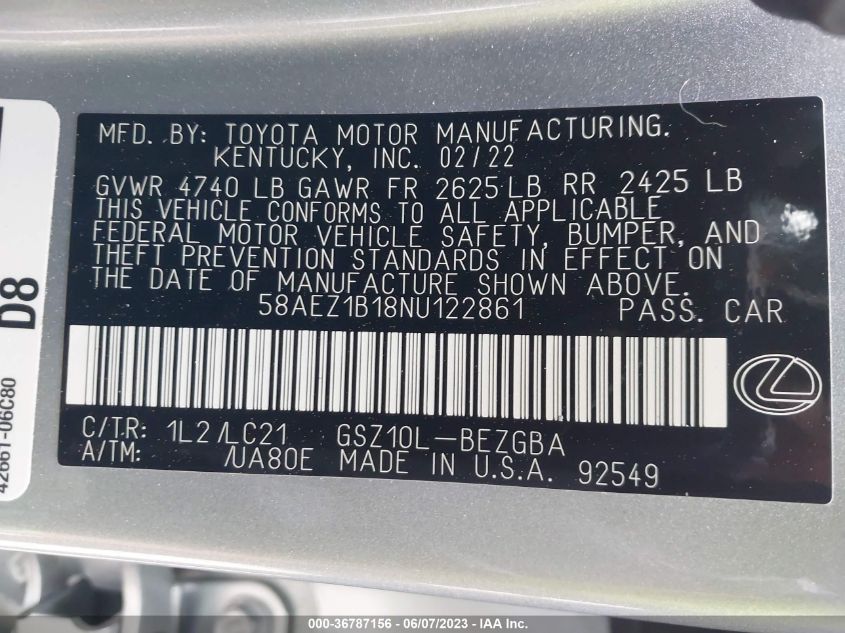 MFD. BY: TOYOTA MOTOR MANUFACTURING.
KENTUCKY, INC. 02/22
GVWR 4740 LB GAWR FR 2625 LB RR 2425 LB
THIS VEHICLE CONFORMS TO ALL APPLICABLE
FEDERAL MOTOR VEHICLE SAFETY, BUMPER, AND
THEFT PREVENTION STANDARDS IN EFFECT ON
THE DATE OF MANUFACTURE SHOWN ABOVE.
58AEZ1B18NU122861 PASS. CAR
C/TR: 1L2 /LC21 GSZ10L-BEZGBA
A/TM: /UA80E MADE IN U.S.A. 92549
D8
42661-06C80
000-36787156 - 06/07/2023 - IAA Inc.